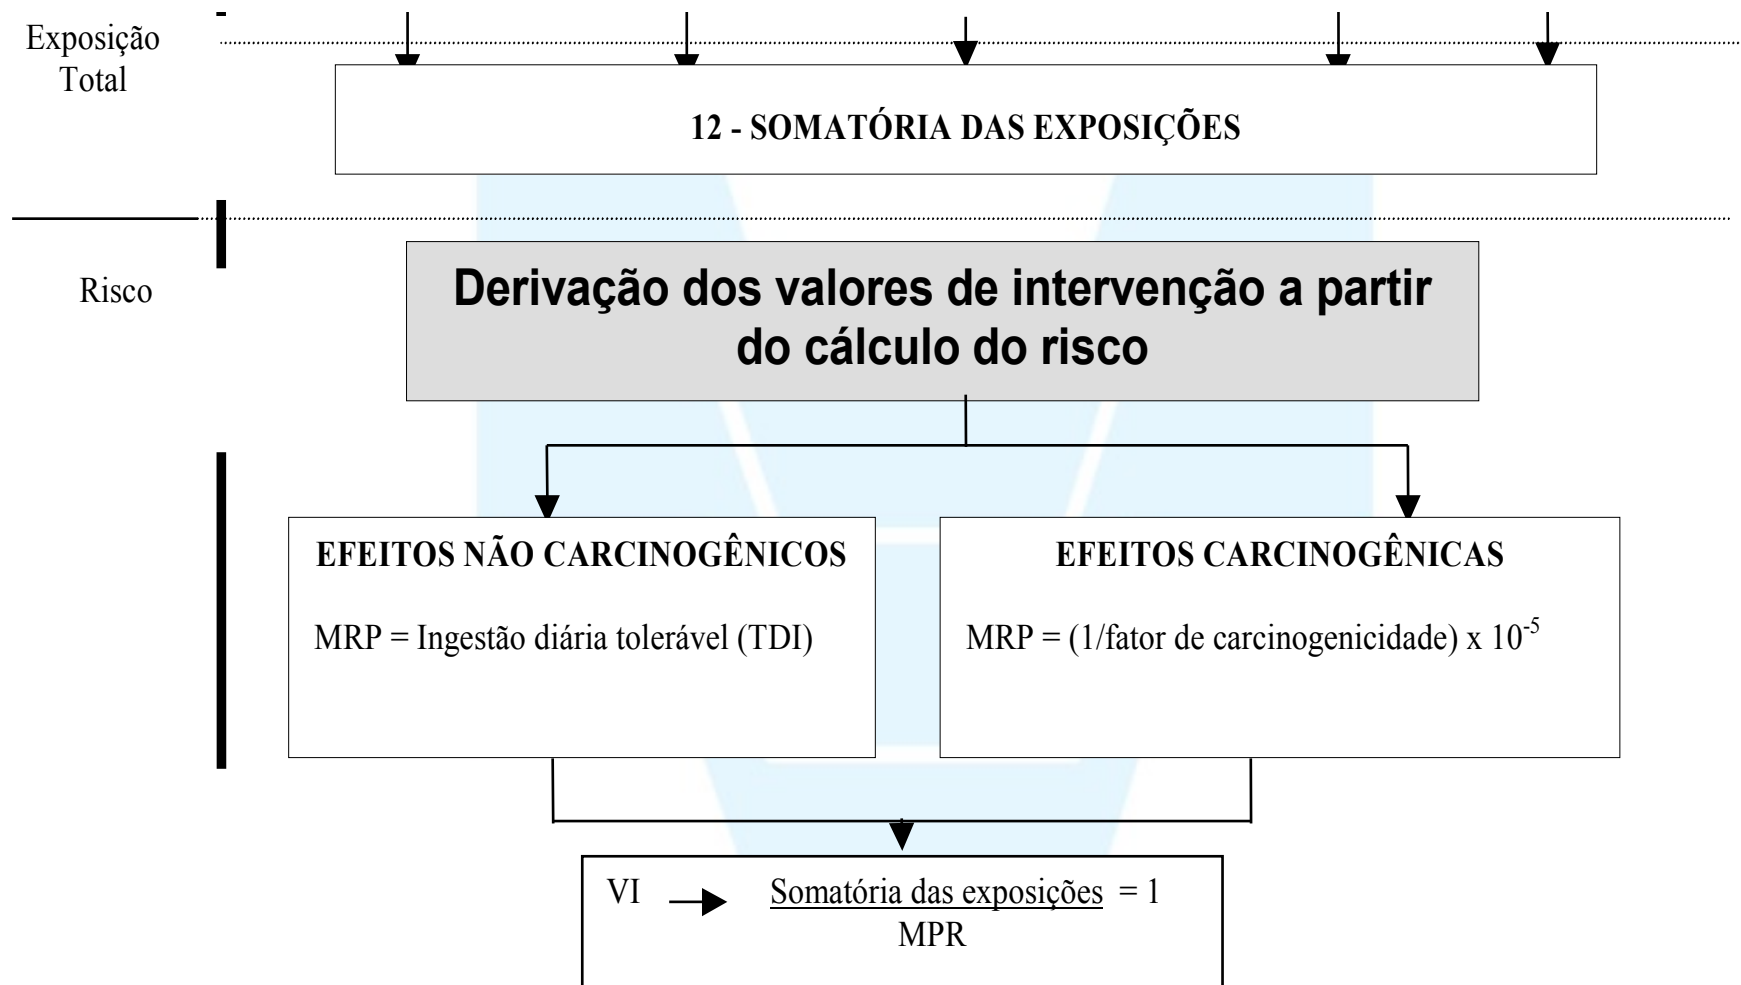 Exposição
Total
12 - SOMATÓRIA DAS EXPOSIÇÕES
Risco
Derivação dos valores de intervenção a partir
do cálculo do risco
EFEITOS NÃO CARCINOGÊNICOS
MRP = Ingestão diária tolerável (TDI)
EFEITOS CARCINOGÊNICAS
MRP = (1/fator de carcinogenicidade) x 10⁻⁵
VI Somatória das exposições = 1
MPR